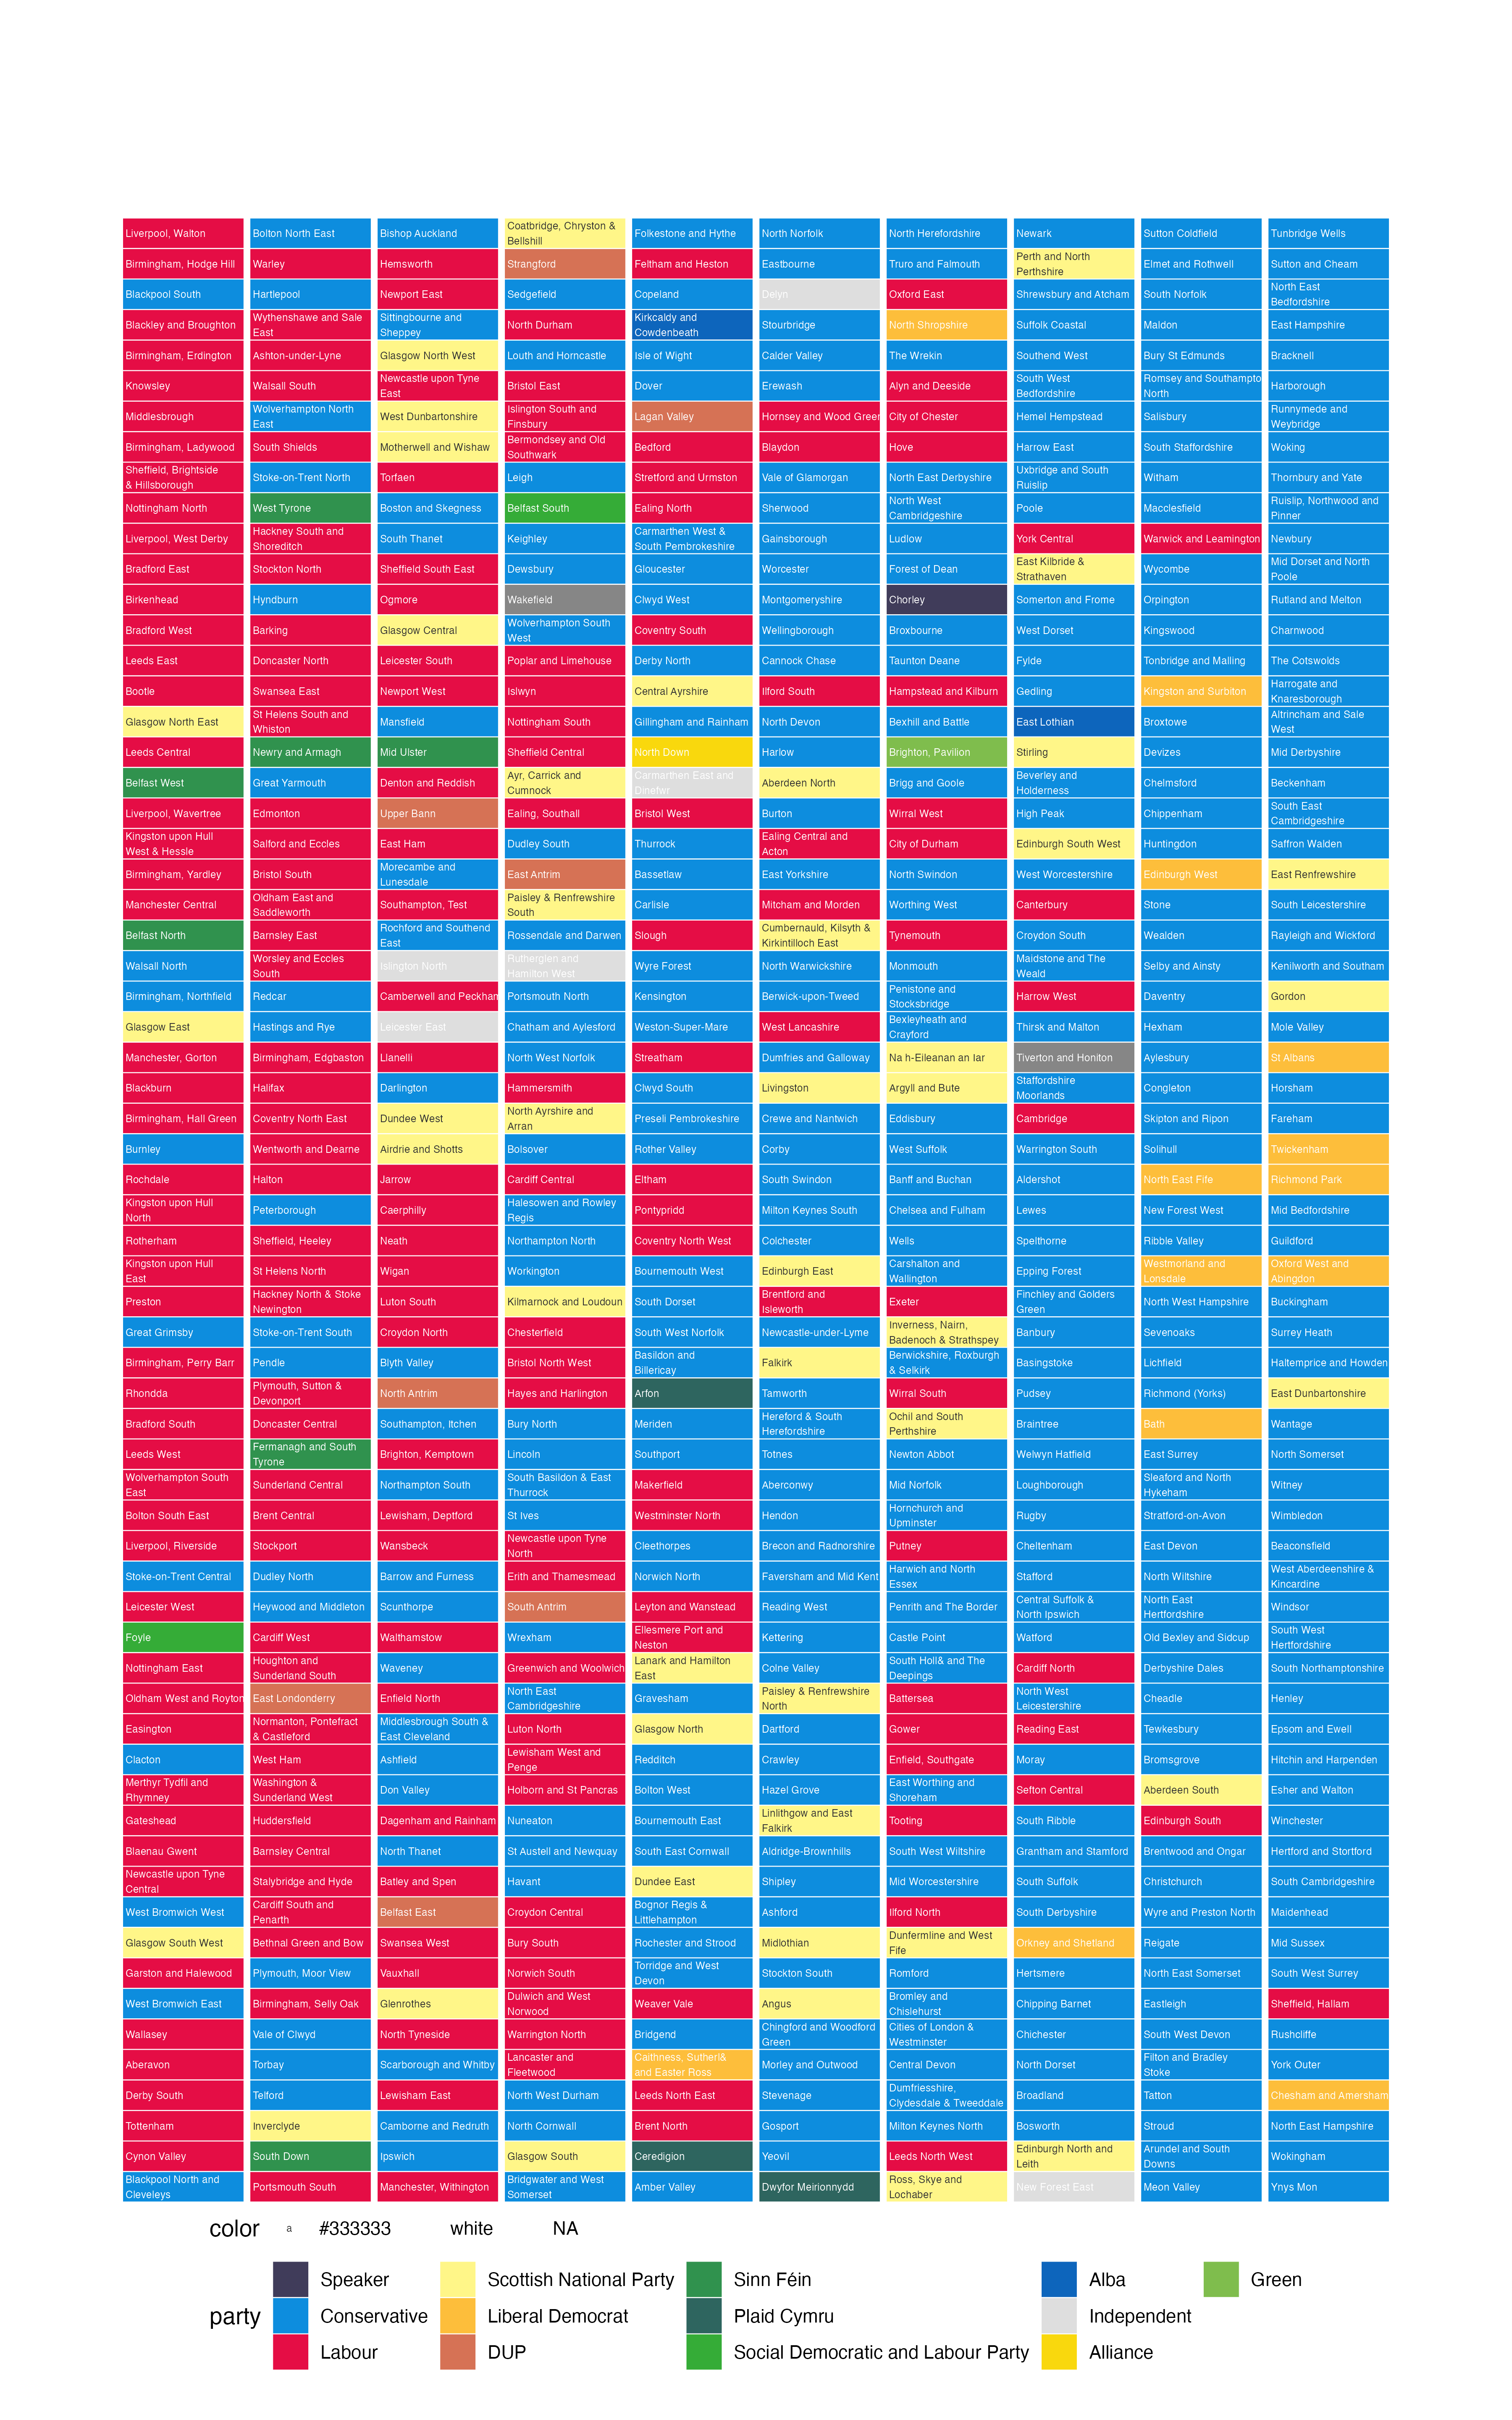 Liverpool, Walton
Birmingham, Hodge Hill
Blackpool South
Blackley and Broughton
Birmingham, Erdington
Knowsley
Middlesbrough
Birmingham, Ladywood
Sheffield, Brightside
& Hillsborough
Nottingham North
Liverpool, West Derby
Bradford East
Birkenhead
Bradford West
Leeds East
Bootle
Glasgow North East
Leeds Central
Belfast West
Liverpool, Wavertree
Kingston upon Hull
West & Hessle
Birmingham, Yardley
Manchester Central
Belfast North
Walsall North
Birmingham, Northfield
Glasgow East
Manchester, Gorton
Blackburn
Birmingham, Hall Green
Burnley
Rochdale
Kingston upon Hull
North
Rotherham
Kingston upon Hull
East
Preston
Great Grimsby
Birmingham, Perry Barr
Rhondda
Bradford South
Leeds West
Wolverhampton South
East
Bolton South East
Liverpool, Riverside
Stoke-on-Trent Central
Leicester West
Foyle
Nottingham East
Oldham West and Royton
Easington
Clacton
Merthyr Tydfil and
Rhymney
Gateshead
Blaenau Gwent
Newcastle upon Tyne
Central
West Bromwich West
Glasgow South West
Garston and Halewood
West Bromwich East
Wallasey
Aberavon
Derby South
Tottenham
Cynon Valley
Blackpool North and
Cleveleys
Bolton North East
Warley
Hartlepool
Wythenshawe and Sale
East
Ashton-under-Lyne
Walsall South
Wolverhampton North
East
South Shields
Stoke-on-Trent North
West Tyrone
Hackney South and
Shoreditch
Stockton North
Hyndburn
Barking
Doncaster North
Swansea East
St Helens South and
Whiston
Newry and Armagh
Great Yarmouth
Edmonton
Salford and Eccles
Bristol South
Oldham East and
Saddleworth
Barnsley East
Worsley and Eccles
South
Redcar
Hastings and Rye
Birmingham, Edgbaston
Halifax
Coventry North East
Wentworth and Dearne
Halton
Peterborough
Sheffield, Heeley
St Helens North
Hackney North & Stoke
Newington
Stoke-on-Trent South
Pendle
Plymouth, Sutton &
Devonport
Doncaster Central
Fermanagh and South
Tyrone
Sunderland Central
Brent Central
Stockport
Dudley North
Heywood and Middleton
Cardiff West
Houghton and
Sunderland South
East Londonderry
Normanton, Pontefract
& Castleford
West Ham
Washington &
Sunderland West
Huddersfield
Barnsley Central
Stalybridge and Hyde
Cardiff South and
Penarth
Bethnal Green and Bow
Plymouth, Moor View
Birmingham, Selly Oak
Vale of Clwyd
Torbay
Telford
Inverclyde
South Down
Portsmouth South
Bishop Auckland
Hemsworth
Newport East
Sittingbourne and
Sheppey
Glasgow North West
Newcastle upon Tyne
East
West Dunbartonshire
Motherwell and Wishaw
Torfaen
Boston and Skegness
South Thanet
Sheffield South East
Ogmore
Glasgow Central
Leicester South
Newport West
Mansfield
Mid Ulster
Denton and Reddish
Upper Bann
East Ham
Morecambe and
Lunesdale
Southampton, Test
Rochford and Southend
East
Islington North
Camberwell and Peckham
Leicester East
Llanelli
Darlington
Dundee West
Airdrie and Shotts
Jarrow
Caerphilly
Neath
Wigan
Luton South
Croydon North
Blyth Valley
North Antrim
Southampton, Itchen
Brighton, Kemptown
Northampton South
Lewisham, Deptford
Wansbeck
Barrow and Furness
Scunthorpe
Walthamstow
Waveney
Enfield North
Middlesbrough South &
East Cleveland
Ashfield
Don Valley
Dagenham and Rainham
North Thanet
Batley and Spen
Belfast East
Swansea West
Vauxhall
Glenrothes
North Tyneside
Scarborough and Whitby
Lewisham East
Camborne and Redruth
Ipswich
Manchester, Withington
Coatbridge, Chryston &
Bellshill
Strangford
Sedgefield
North Durham
Louth and Horncastle
Bristol East
Islington South and
Finsbury
Bermondsey and Old
Southwark
Leigh
Belfast South
Keighley
Dewsbury
Wakefield
Wolverhampton South
West
Poplar and Limehouse
Islwyn
Nottingham South
Sheffield Central
Ayr, Carrick and
Cumnock
Ealing, Southall
Dudley South
East Antrim
Paisley & Renfrewshire
South
Rossendale and Darwen
Rutherglen and
Hamilton West
Portsmouth North
Chatham and Aylesford
North West Norfolk
Hammersmith
North Ayrshire and
Arran
Bolsover
Cardiff Central
Halesowen and Rowley
Regis
Northampton North
Workington
Kilmarnock and Loudoun
Chesterfield
Bristol North West
Hayes and Harlington
Bury North
Lincoln
South Basildon & East
Thurrock
St Ives
Newcastle upon Tyne
North
Erith and Thamesmead
South Antrim
Wrexham
Greenwich and Woolwich
North East
Cambridgeshire
Luton North
Lewisham West and
Penge
Holborn and St Pancras
Nuneaton
St Austell and Newquay
Havant
Croydon Central
Bury South
Norwich South
Dulwich and West
Norwood
Warrington North
Lancaster and
Fleetwood
North West Durham
North Cornwall
Glasgow South
Bridgwater and West
Somerset
Folkestone and Hythe
Feltham and Heston
Copeland
Kirkcaldy and
Cowdenbeath
Isle of Wight
Dover
Lagan Valley
Bedford
Stretford and Urmston
Ealing North
Carmarthen West &
South Pembrokeshire
Gloucester
Clwyd West
Coventry South
Derby North
Central Ayrshire
Gillingham and Rainham
North Down
Carmarthen East and
Dinefwr
Bristol West
Thurrock
Bassetlaw
Carlisle
Slough
Wyre Forest
Kensington
Weston-Super-Mare
Streatham
Clwyd South
Preseli Pembrokeshire
Rother Valley
Eltham
Pontypridd
Coventry North West
Bournemouth West
South Dorset
South West Norfolk
Basildon and
Billericay
Arfon
Meriden
Southport
Makerfield
Westminster North
Cleethorpes
Norwich North
Leyton and Wanstead
Ellesmere Port and
Neston
Lanark and Hamilton
East
Gravesham
Glasgow North
Redditch
Bolton West
Bournemouth East
South East Cornwall
Dundee East
Bognor Regis &
Littlehampton
Rochester and Strood
Torridge and West
Devon
Weaver Vale
Bridgend
Caithness, Sutherl&
and Easter Ross
Leeds North East
Brent North
Ceredigion
Amber Valley
North Norfolk
Eastbourne
Delyn
Stourbridge
Calder Valley
Erewash
Hornsey and Wood Green
Blaydon
Vale of Glamorgan
Sherwood
Gainsborough
Worcester
Montgomeryshire
Wellingborough
Cannock Chase
Ilford South
North Devon
Harlow
Aberdeen North
Burton
Ealing Central and
Acton
East Yorkshire
Mitcham and Morden
Cumbernauld, Kilsyth &
Kirkintilloch East
North Warwickshire
Berwick-upon-Tweed
West Lancashire
Dumfries and Galloway
Livingston
Crewe and Nantwich
Corby
South Swindon
Milton Keynes South
Colchester
Edinburgh East
Brentford and
Isleworth
Newcastle-under-Lyme
Falkirk
Tamworth
Hereford & South
Herefordshire
Totnes
Aberconwy
Hendon
Brecon and Radnorshire
Faversham and Mid Kent
Reading West
Kettering
Colne Valley
Paisley & Renfrewshire
North
Dartford
Crawley
Hazel Grove
Linlithgow and East
Falkirk
Aldridge-Brownhills
Shipley
Ashford
Midlothian
Stockton South
Angus
Chingford and Woodford
Green
Morley and Outwood
Stevenage
Gosport
Yeovil
Dwyfor Meirionnydd
North Herefordshire
Truro and Falmouth
Oxford East
North Shropshire
The Wrekin
Alyn and Deeside
City of Chester
Hove
North East Derbyshire
North West
Cambridgeshire
Ludlow
Forest of Dean
Chorley
Broxbourne
Taunton Deane
Hampstead and Kilburn
Bexhill and Battle
Brighton, Pavilion
Brigg and Goole
Wirral West
City of Durham
North Swindon
Worthing West
Tynemouth
Monmouth
Penistone and
Stocksbridge
Bexleyheath and
Crayford
Na h-Eileanan an Iar
Argyll and Bute
Eddisbury
West Suffolk
Banff and Buchan
Chelsea and Fulham
Wells
Carshalton and
Wallington
Exeter
Inverness, Nairn,
Badenoch & Strathspey
Berwickshire, Roxburgh
& Selkirk
Wirral South
Ochil and South
Perthshire
Newton Abbot
Mid Norfolk
Hornchurch and
Upminster
Putney
Harwich and North
Essex
Penrith and The Border
Castle Point
South Holl& and The
Deepings
Battersea
Gower
Enfield, Southgate
East Worthing and
Shoreham
Tooting
South West Wiltshire
Mid Worcestershire
Ilford North
Dunfermline and West
Fife
Romford
Bromley and
Chislehurst
Cities of London &
Westminster
Central Devon
Dumfriesshire,
Clydesdale & Tweeddale
Milton Keynes North
Leeds North West
Ross, Skye and
Lochaber
Newark
Perth and North
Perthshire
Shrewsbury and Atcham
Suffolk Coastal
Southend West
South West
Bedfordshire
Hemel Hempstead
Harrow East
Uxbridge and South
Ruislip
Poole
York Central
East Kilbride &
Strathaven
Somerton and Frome
West Dorset
Fylde
Gedling
East Lothian
Stirling
Beverley and
Holderness
High Peak
Edinburgh South West
West Worcestershire
Canterbury
Croydon South
Maidstone and The
Weald
Harrow West
Thirsk and Malton
Tiverton and Honiton
Staffordshire
Moorlands
Cambridge
Warrington South
Aldershot
Lewes
Spelthorne
Epping Forest
Finchley and Golders
Green
Banbury
Basingstoke
Pudsey
Braintree
Welwyn Hatfield
Loughborough
Rugby
Cheltenham
Stafford
Central Suffolk &
North Ipswich
Watford
Cardiff North
North West
Leicestershire
Reading East
Moray
Sefton Central
South Ribble
Grantham and Stamford
South Suffolk
South Derbyshire
Orkney and Shetland
Hertsmere
Chipping Barnet
Chichester
North Dorset
Broadland
Bosworth
Edinburgh North and
Leith
New Forest East
Sutton Coldfield
Elmet and Rothwell
South Norfolk
Maldon
Bury St Edmunds
Romsey and Southampto
North
Salisbury
South Staffordshire
Witham
Macclesfield
Warwick and Leamington
Wycombe
Orpington
Kingswood
Tonbridge and Malling
Kingston and Surbiton
Broxtowe
Devizes
Chelmsford
Chippenham
Huntingdon
Edinburgh West
Stone
Wealden
Selby and Ainsty
Daventry
Hexham
Aylesbury
Congleton
Skipton and Ripon
Solihull
North East Fife
New Forest West
Ribble Valley
Westmorland and
Lonsdale
North West Hampshire
Sevenoaks
Lichfield
Richmond (Yorks)
Bath
East Surrey
Sleaford and North
Hykeham
Stratford-on-Avon
East Devon
North Wiltshire
North East
Hertfordshire
Old Bexley and Sidcup
Derbyshire Dales
Cheadle
Tewkesbury
Bromsgrove
Aberdeen South
Edinburgh South
Brentwood and Ongar
Christchurch
Wyre and Preston North
Reigate
North East Somerset
Eastleigh
South West Devon
Filton and Bradley
Stoke
Tatton
Stroud
Arundel and South
Downs
Meon Valley
Tunbridge Wells
Sutton and Cheam
North East
Bedfordshire
East Hampshire
Bracknell
Harborough
Runnymede and
Weybridge
Woking
Thornbury and Yate
Ruislip, Northwood and
Pinner
Newbury
Mid Dorset and North
Poole
Rutland and Melton
Charnwood
The Cotswolds
Harrogate and
Knaresborough
Altrincham and Sale
West
Mid Derbyshire
Beckenham
South East
Cambridgeshire
Saffron Walden
East Renfrewshire
South Leicestershire
Rayleigh and Wickford
Kenilworth and Southam
Gordon
Mole Valley
St Albans
Horsham
Fareham
Twickenham
Richmond Park
Mid Bedfordshire
Guildford
Oxford West and
Abingdon
Buckingham
Surrey Heath
Haltemprice and Howden
East Dunbartonshire
Wantage
North Somerset
Witney
Wimbledon
Beaconsfield
West Aberdeenshire &
Kincardine
Windsor
South West
Hertfordshire
South Northamptonshire
Henley
Epsom and Ewell
Hitchin and Harpenden
Esher and Walton
Winchester
Hertford and Stortford
South Cambridgeshire
Maidenhead
Mid Sussex
South West Surrey
Sheffield, Hallam
Rushcliffe
York Outer
Chesham and Amersham
North East Hampshire
Wokingham
Ynys Mon
color a #333333 white NA
party
Speaker
Conservative
Labour
Scottish National Party
Liberal Democrat
DUP
Sinn Féin
Plaid Cymru
Social Democratic and Labour Party
Alba
Independent
Alliance
Green